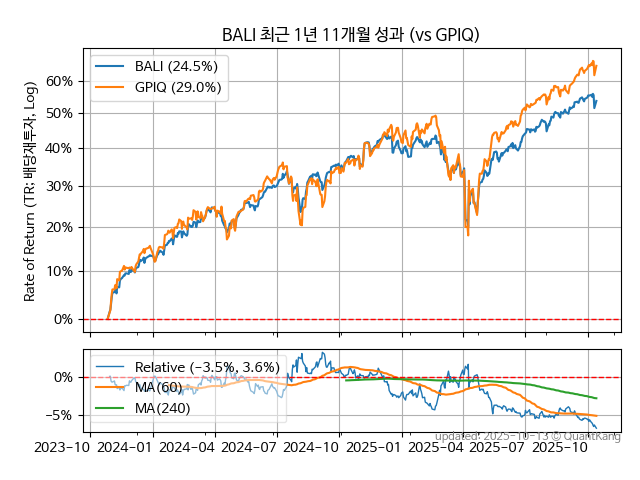 BALI 최근 1년 11개월 성과 (vs GPIQ)
BALI (24.5%)
GPIQ (29.0%)
Rate of Return (TR: 배당재투자, Log)
60%
50%
40%
30%
20%
10%
0%
Relative (−3.5%, 3.6%)
MA(60)
MA(240)
0%
−5%
2023−10 2024−01 2024−04 2024−07 2024−10 2025−01 2025−04 2025−07 2025−10
updated: 2025−10−13 © QuantKang